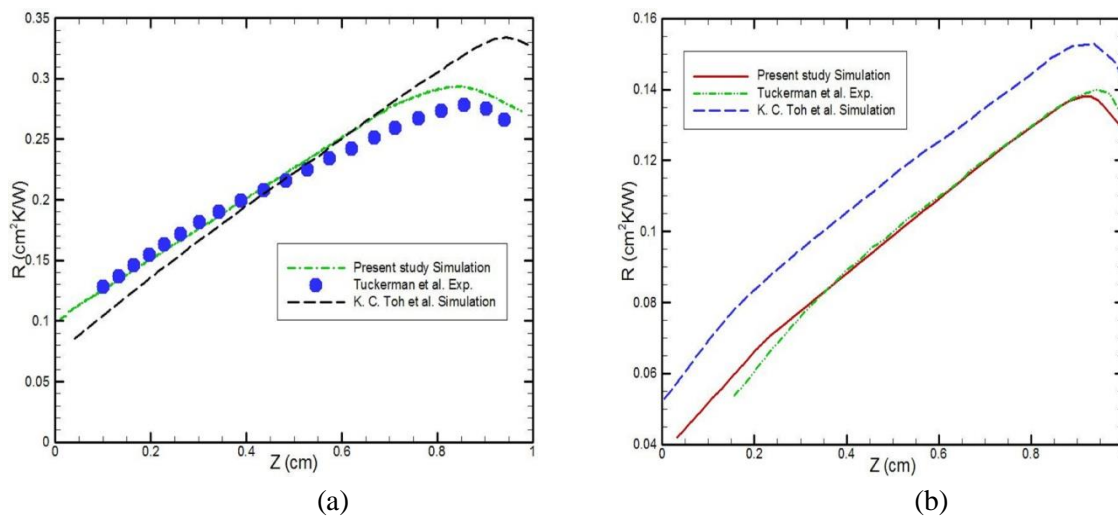 0.35
0.3
0.25
0.2
0.15
0.1
0.05
0
R (cm²K/W)
0.2
0.4
0.6
0.8
1
Z (cm)
Present study Simulation
Tuckerman et al. Exp.
K. C. Toh et al. Simulation
(a)
0.16
0.14
0.12
0.1
0.08
0.06
0.04
R (cm²K/W)
0
0.2
0.4
0.6
0.8
Z (cm)
Present study Simulation
Tuckerman et al. Exp.
K. C. Toh et al. Simulation
(b)